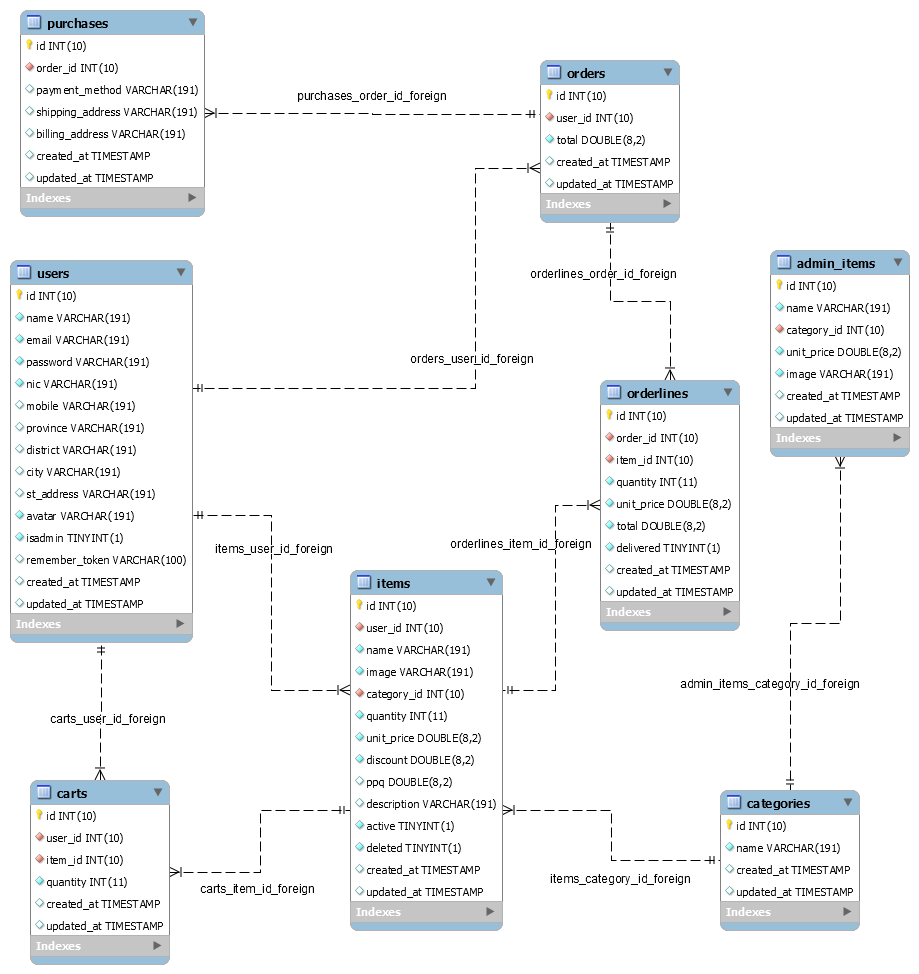 purchases
id INT(10)
order_id INT(10)
payment_method VARCHAR(191)
shipping_address VARCHAR(191)
billing_address VARCHAR(191)
created_at TIMESTAMP
updated_at TIMESTAMP
Indexes
purchases_order_id_foreign
orders
id INT(10)
user_id INT(10)
total DOUBLE(8,2)
created_at TIMESTAMP
updated_at TIMESTAMP
Indexes
orderlines_order_id_foreign
orders_user_id_foreign
users
id INT(10)
name VARCHAR(191)
email VARCHAR(191)
password VARCHAR(191)
nic VARCHAR(191)
mobile VARCHAR(191)
province VARCHAR(191)
district VARCHAR(191)
city VARCHAR(191)
st_address VARCHAR(191)
avatar VARCHAR(191)
isadmin TINYINT(1)
remember_token VARCHAR(100)
created_at TIMESTAMP
updated_at TIMESTAMP
Indexes
admin_items
id INT(10)
name VARCHAR(191)
category_id INT(10)
unit_price DOUBLE(8,2)
image VARCHAR(191)
created_at TIMESTAMP
updated_at TIMESTAMP
Indexes
orderlines
id INT(10)
order_id INT(10)
item_id INT(10)
quantity INT(11)
unit_price DOUBLE(8,2)
total DOUBLE(8,2)
delivered TINYINT(1)
created_at TIMESTAMP
updated_at TIMESTAMP
Indexes
items_user_id_foreign
orderlines_item_id_foreign
items
id INT(10)
user_id INT(10)
name VARCHAR(191)
image VARCHAR(191)
category_id INT(10)
quantity INT(11)
unit_price DOUBLE(8,2)
discount DOUBLE(8,2)
ppq DOUBLE(8,2)
description VARCHAR(191)
active TINYINT(1)
deleted TINYINT(1)
created_at TIMESTAMP
updated_at TIMESTAMP
Indexes
admin_items_category_id_foreign
carts_user_id_foreign
carts
id INT(10)
user_id INT(10)
item_id INT(10)
quantity INT(11)
created_at TIMESTAMP
updated_at TIMESTAMP
Indexes
carts_item_id_foreign
items_category_id_foreign
categories
id INT(10)
name VARCHAR(191)
created_at TIMESTAMP
updated_at TIMESTAMP
Indexes